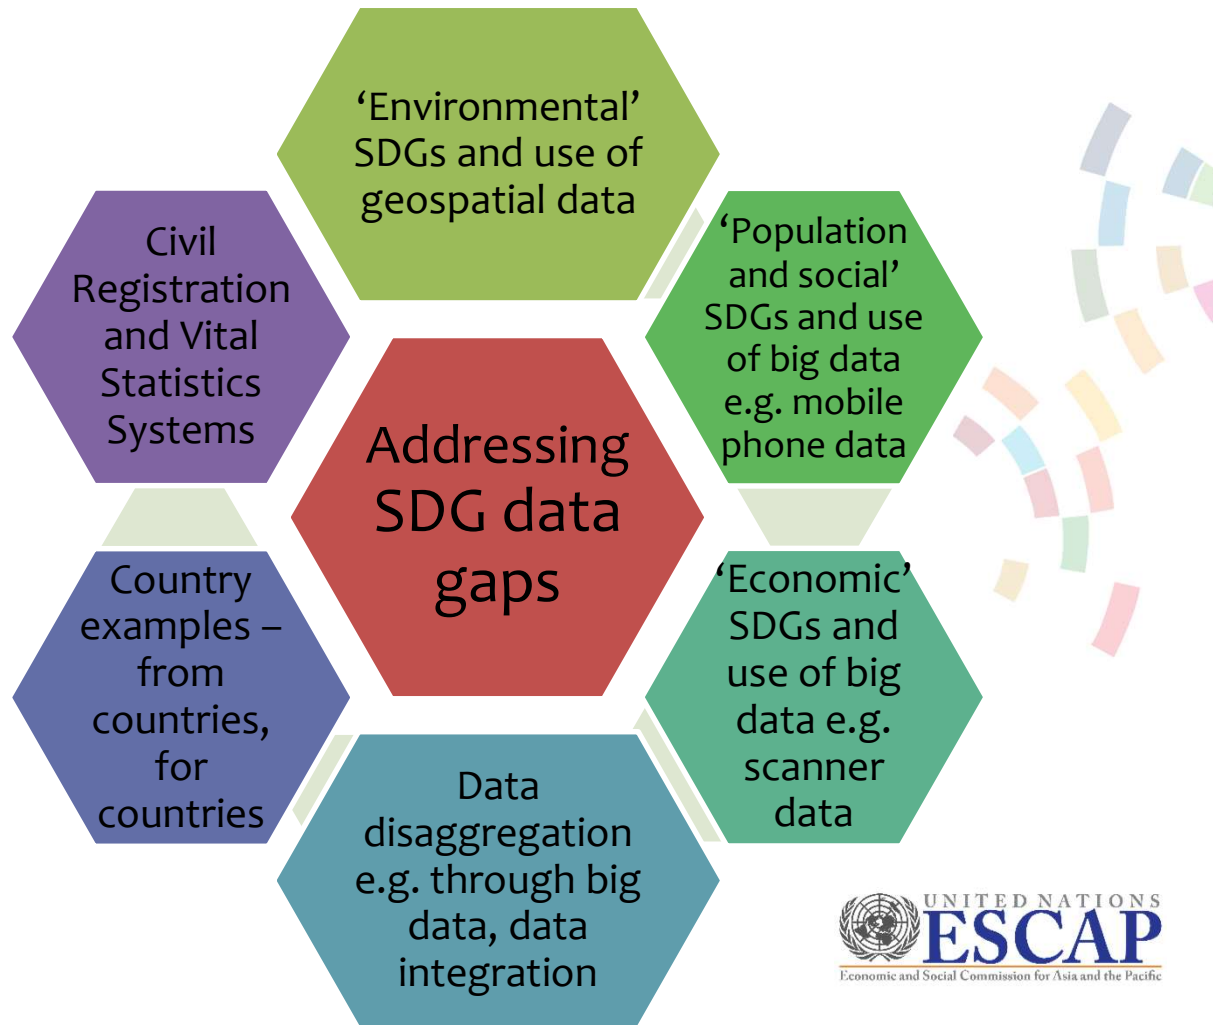 ‘Environmental’
SDGs and use of
geospatial data
‘Population
and social’
SDGs and use
of big data
e.g. mobile
phone data
‘Economic’
SDGs and
use of big
data e.g.
scanner
data
Data
disaggregation
e.g. through big
data, data
integration
Country
examples –
from
countries,
for
countries
Civil
Registration
and Vital
Statistics
Systems
Addressing
SDG data
gaps
UNITED NATIONS
ESCAP
Economic and Social Commission for Asia and the Pacific